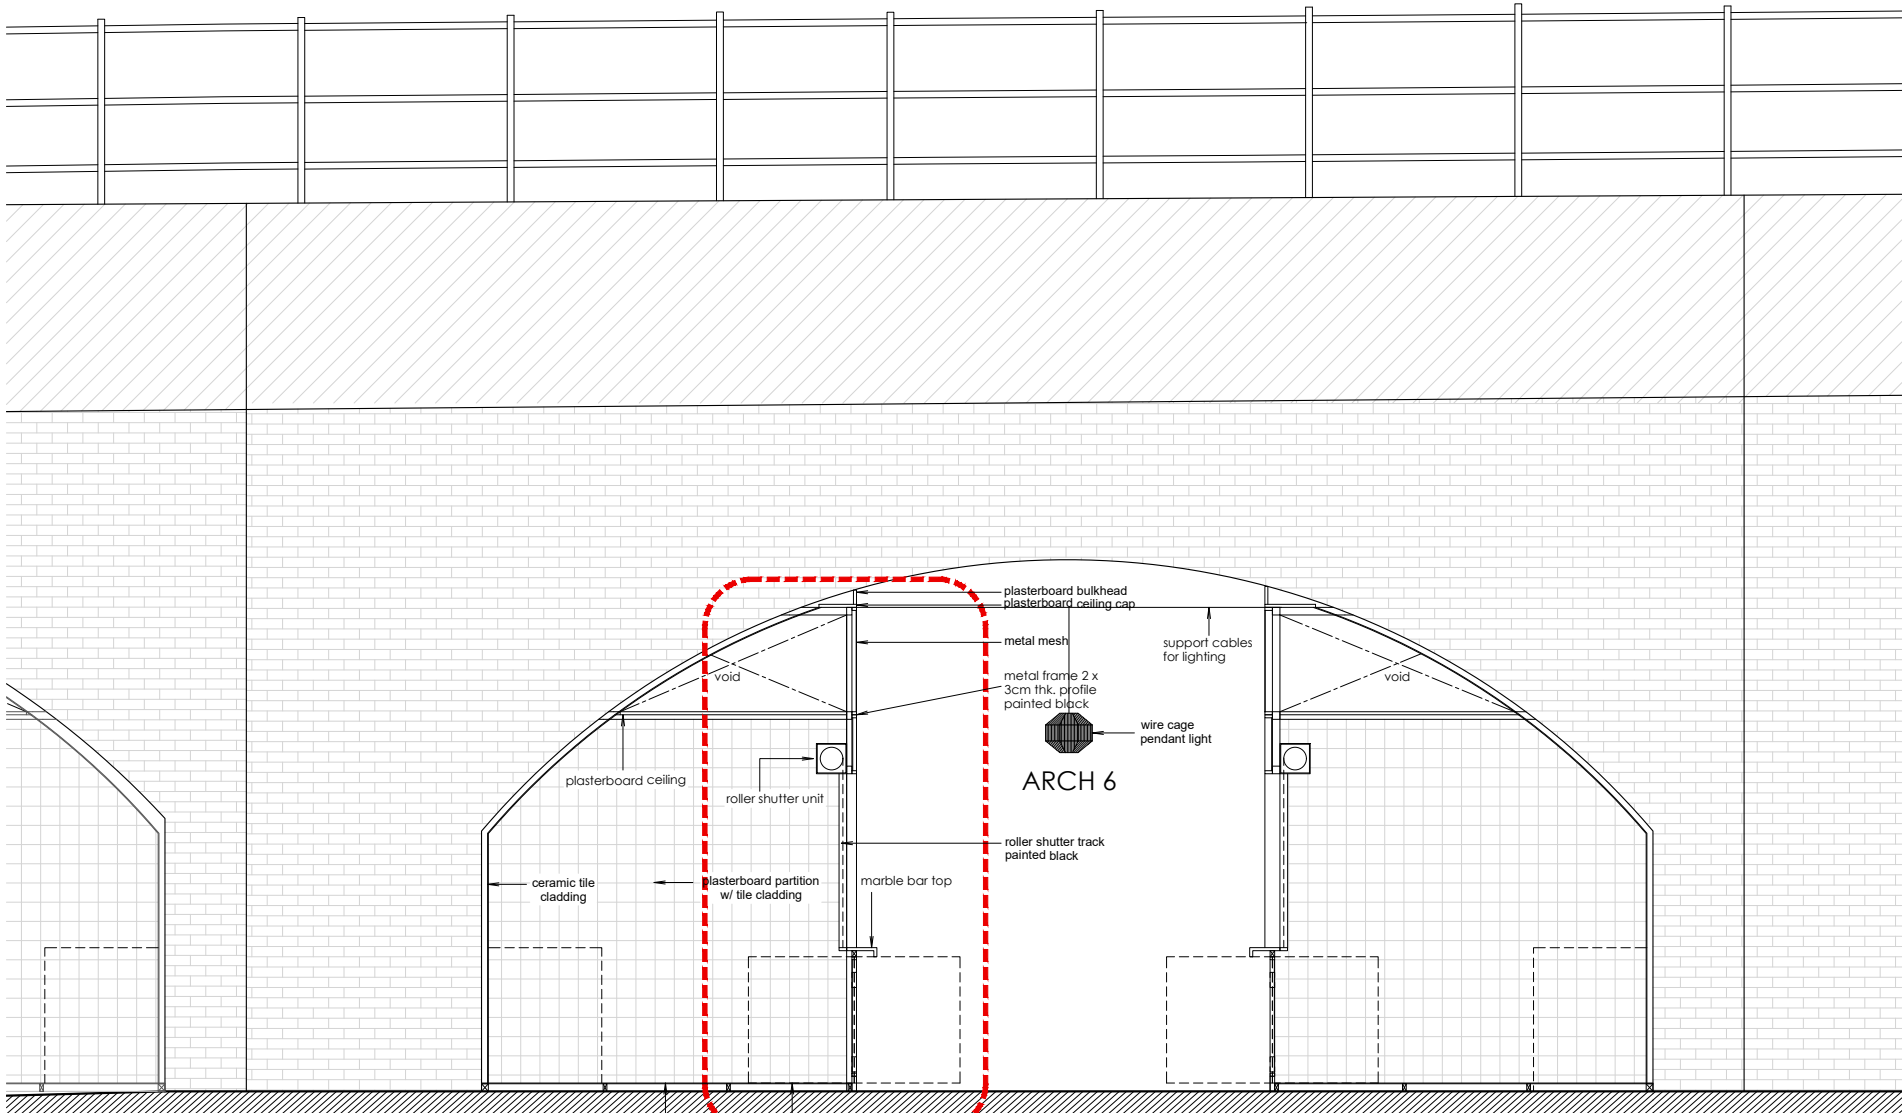 plasterboard bulkhead
plasterboard ceiling cap
metal mesh
support cables
for lighting
void
metal frame 2 x
3cm thk. profile
painted black
void
wire cage
pendant light
plasterboard ceiling
ARCH 6
roller shutter unit
roller shutter track
painted black
ceramic tile
cladding
plasterboard partition
w/ tile cladding
marble bar top